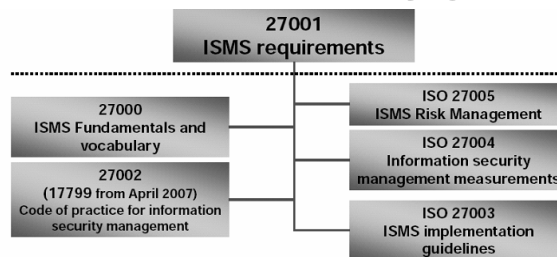 27001
ISMS requirements
27000
ISMS Fundamentals and
vocabulary
27002
(17799 from April 2007)
Code of practice for information
security management
ISO 27005
ISMS Risk Management
ISO 27004
Information security
management measurements
ISO 27003
ISMS implementation
guidelines